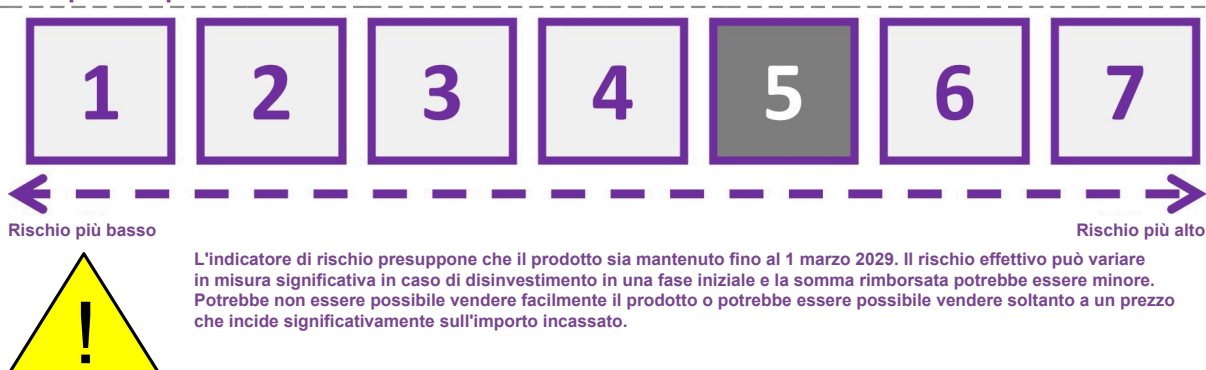 1 2 3 4 5 6 7
Rischio più basso Rischio più alto
L'indicatore di rischio presuppone che il prodotto sia mantenuto fino al 1 marzo 2029. Il rischio effettivo può variare
in misura significativa in caso di disinvestimento in una fase iniziale e la somma rimborsata potrebbe essere minore.
Potrebbe non essere possibile vendere facilmente il prodotto o potrebbe essere possibile vendere soltanto a un prezzo
che incide significativamente sull'importo incassato.
!